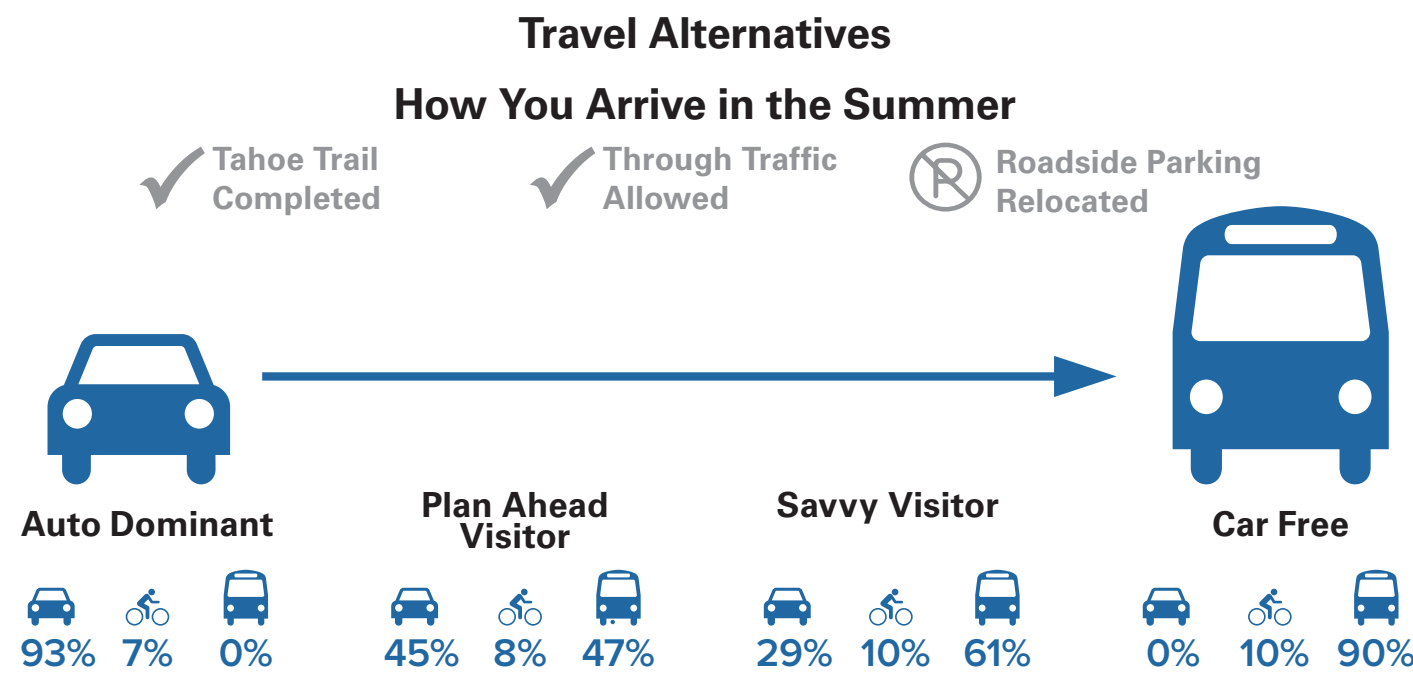 Travel Alternatives
How You Arrive in the Summer
Tahoe Trail
Completed
Through Traffic
Allowed
Roadside Parking
Relocated
Auto Dominant
Plan Ahead
Visitor
Savvy Visitor
Car Free
93% 7% 0%
45% 8% 47%
29% 10% 61%
0% 10% 90%